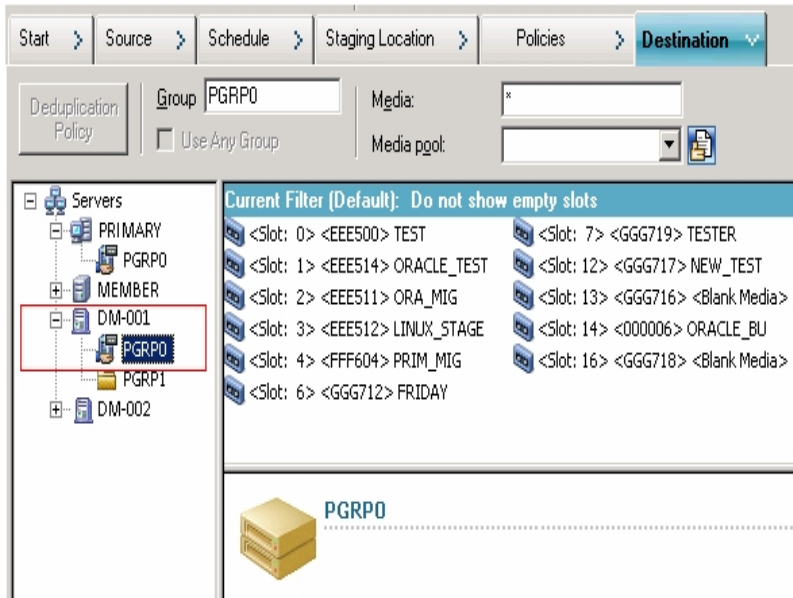 Start Source Schedule Staging Location Policies Destination
Deduplication Policy
Group PGRP0
Use Any Group
Media: *
Media pool:
Servers
PRIMARY
PGRP0
MEMBER
DM-001
PGRP0
PGRP1
DM-002
Current Filter (Default): Do not show empty slots
<Slot: 0> <EEE500> TEST
<Slot: 1> <EEE514> ORACLE_TEST
<Slot: 2> <EEE511> ORA_MIG
<Slot: 3> <EEE512> LINUX_STAGE
<Slot: 4> <FFF604> PRIM_MIG
<Slot: 6> <GGG712> FRIDAY
<Slot: 7> <GGG719> TESTER
<Slot: 12> <GGG717> NEW_TEST
<Slot: 13> <GGG716> <Blank Media>
<Slot: 14> <000006> ORACLE_BU
<Slot: 16> <GGG718> <Blank Media>
PGRP0